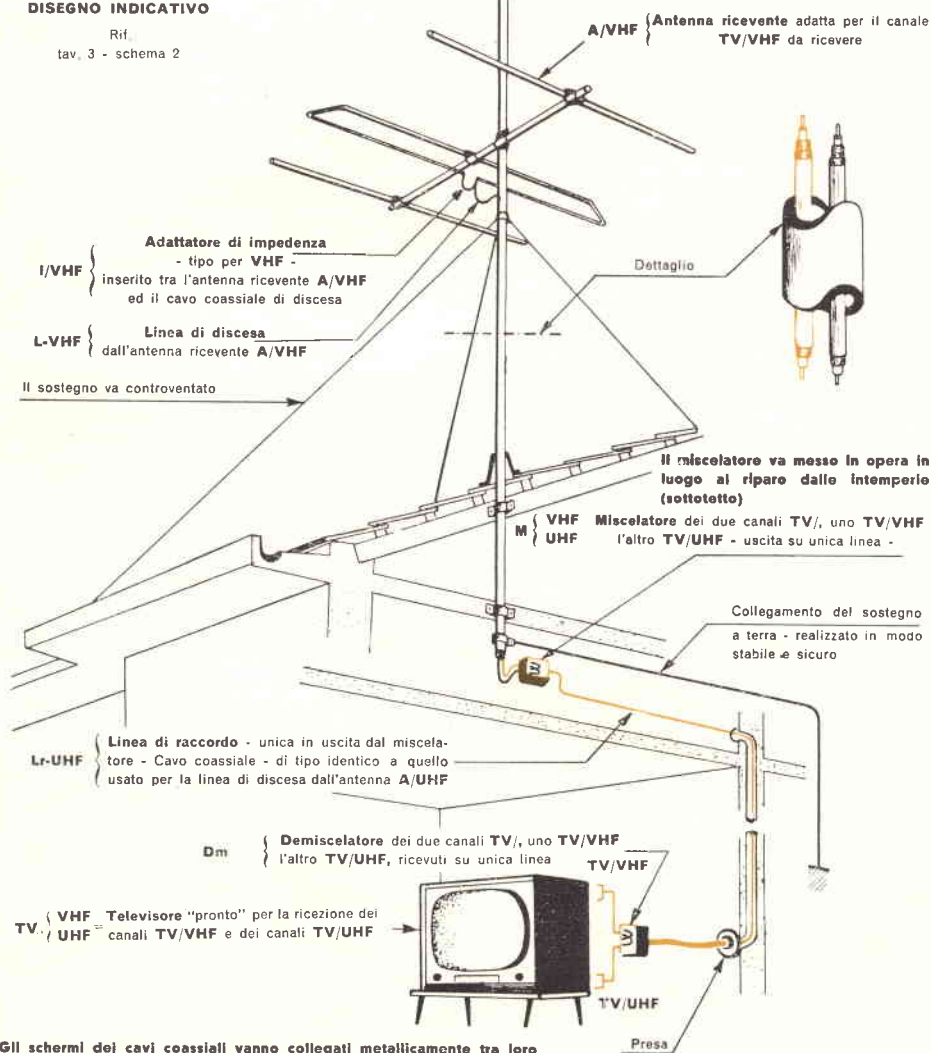 DISEGNO INDICATIVO
Rif.
tav. 3 - schema 2
A/VHF { Antenna ricevente adatta per il canale
TV/VHF da ricevere
I/VHF { Adattatore di impedenza
- tipo per VHF -
inserito tra l'antenna ricevente A/VHF
ed il cavo coassiale di discesa
Dettaglio
L-VHF { Linea di discesa
dall'antenna ricevente A/VHF
Il sostegno va controventato
Il miscelatore va messo in opera in
luogo al riparo dalle intemperie
(sottotetto)
M { VHF Miscelatore dei due canali TV/, uno TV/VHF
UHF l'altro TV/UHF - uscita su unica linea -
Collegamento del sostegno
a terra - realizzato in modo
stabile e sicuro
Lr-UHF { Linea di raccordo - unica in uscita dal miscela-
tore - Cavo coassiale - di tipo identico a quello
usato per la linea di discesa dall'antenna A/UHF
Dm { Demiscelatore dei due canali TV/, uno TV/VHF
l'altro TV/UHF, ricevuti su unica linea
TV/VHF
TV.. { VHF = Televisore "pronto" per la ricezione dei
UHF canali TV/VHF e dei canali TV/UHF
TV/UHF
Presa
Gli schermi dei cavi coassiali vanno collegati metallicamente tra loro